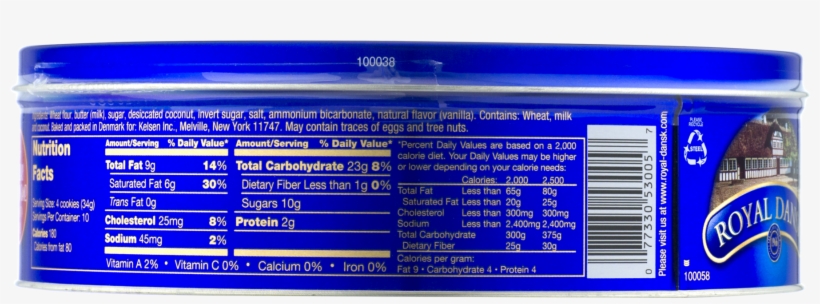 100038
Ingredients: Wheat flour, butter (milk), sugar, desiccated coconut, invert sugar, salt, ammonium bicarbonate, natural flavor (vanilla). Contains: Wheat, milk
and coconut. Baked and packed in Denmark for: Kelsen Inc., Melville, New York 11747. May contain traces of eggs and tree nuts.
Nutrition
Facts
Serving Size: 4 cookies (34g)
Servings Per Container: 10
Calories 180
Calories from fat 80
Amount/Serving % Daily Value*
Total Fat 9g 14%
Saturated Fat 6g 30%
Trans Fat 0g
Cholesterol 25mg 8%
Sodium 45mg 2%
Amount/Serving % Daily Value*
Total Carbohydrate 23g 8%
Dietary Fiber Less than 1g 0%
Sugars 10g
Protein 2g
Vitamin A 2% • Vitamin C 0% • Calcium 0% • Iron 0%
*Percent Daily Values are based on a 2,000
calorie diet. Your Daily Values may be higher
or lower depending on your calorie needs:
Calories: 2,000 2,500
Total Fat Less than 65g 80g
Saturated Fat Less than 20g 25g
Cholesterol Less than 300mg 300mg
Sodium Less than 2,400mg 2,400mg
Total Carbohydrate 300g 375g
Dietary Fiber 25g 30g
Calories per gram:
Fat 9 • Carbohydrate 4 • Protein 4
0 77330 53005 7
Please visit us at www.royal-dansk.com
PLEASE
RECYCLE
STEEL
100058
ROYAL DAN